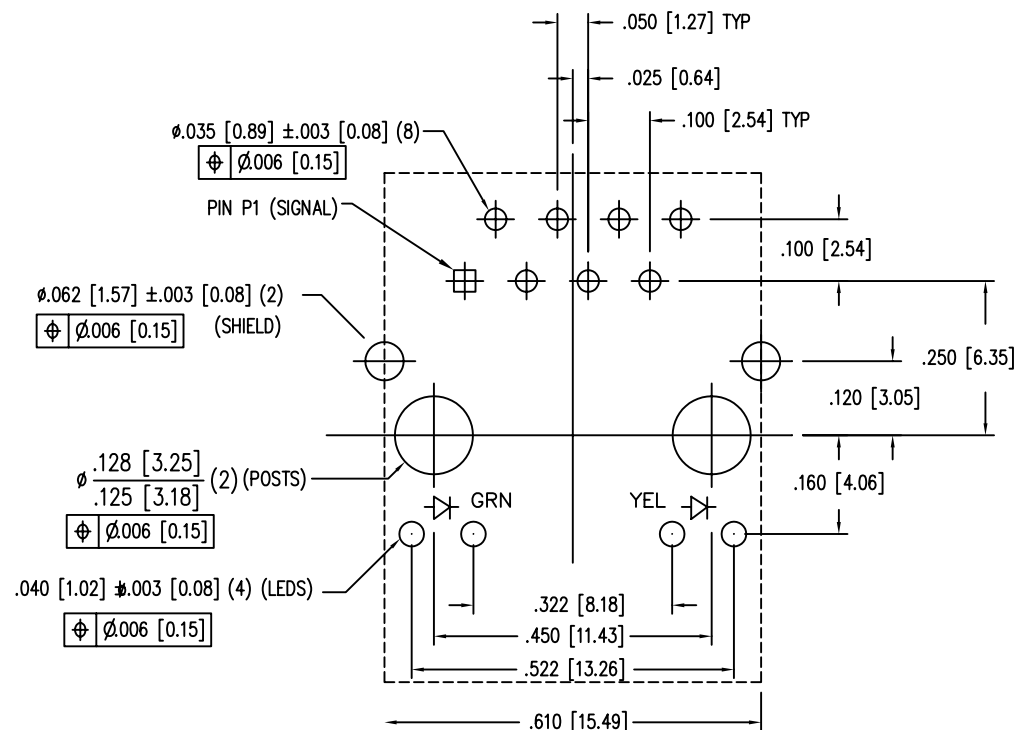 .050 [1.27] TYP
.025 [0.64]
.100 [2.54] TYP
⌀.035 [0.89] ±.003 [0.08] (8)
⌖ ⌀.006 [0.15]
PIN P1 (SIGNAL)
.100 [2.54]
⌀.062 [1.57] ±.003 [0.08] (2)
(SHIELD)
⌖ ⌀.006 [0.15]
.250 [6.35]
.120 [3.05]
⌀ .128 [3.25]
.125 [3.18] (2) (POSTS)
⌖ ⌀.006 [0.15]
.160 [4.06]
GRN
YEL
.040 [1.02] ±.003 [0.08] (4) (LEDS)
⌖ ⌀.006 [0.15]
.322 [8.18]
.450 [11.43]
.522 [13.26]
.610 [15.49]